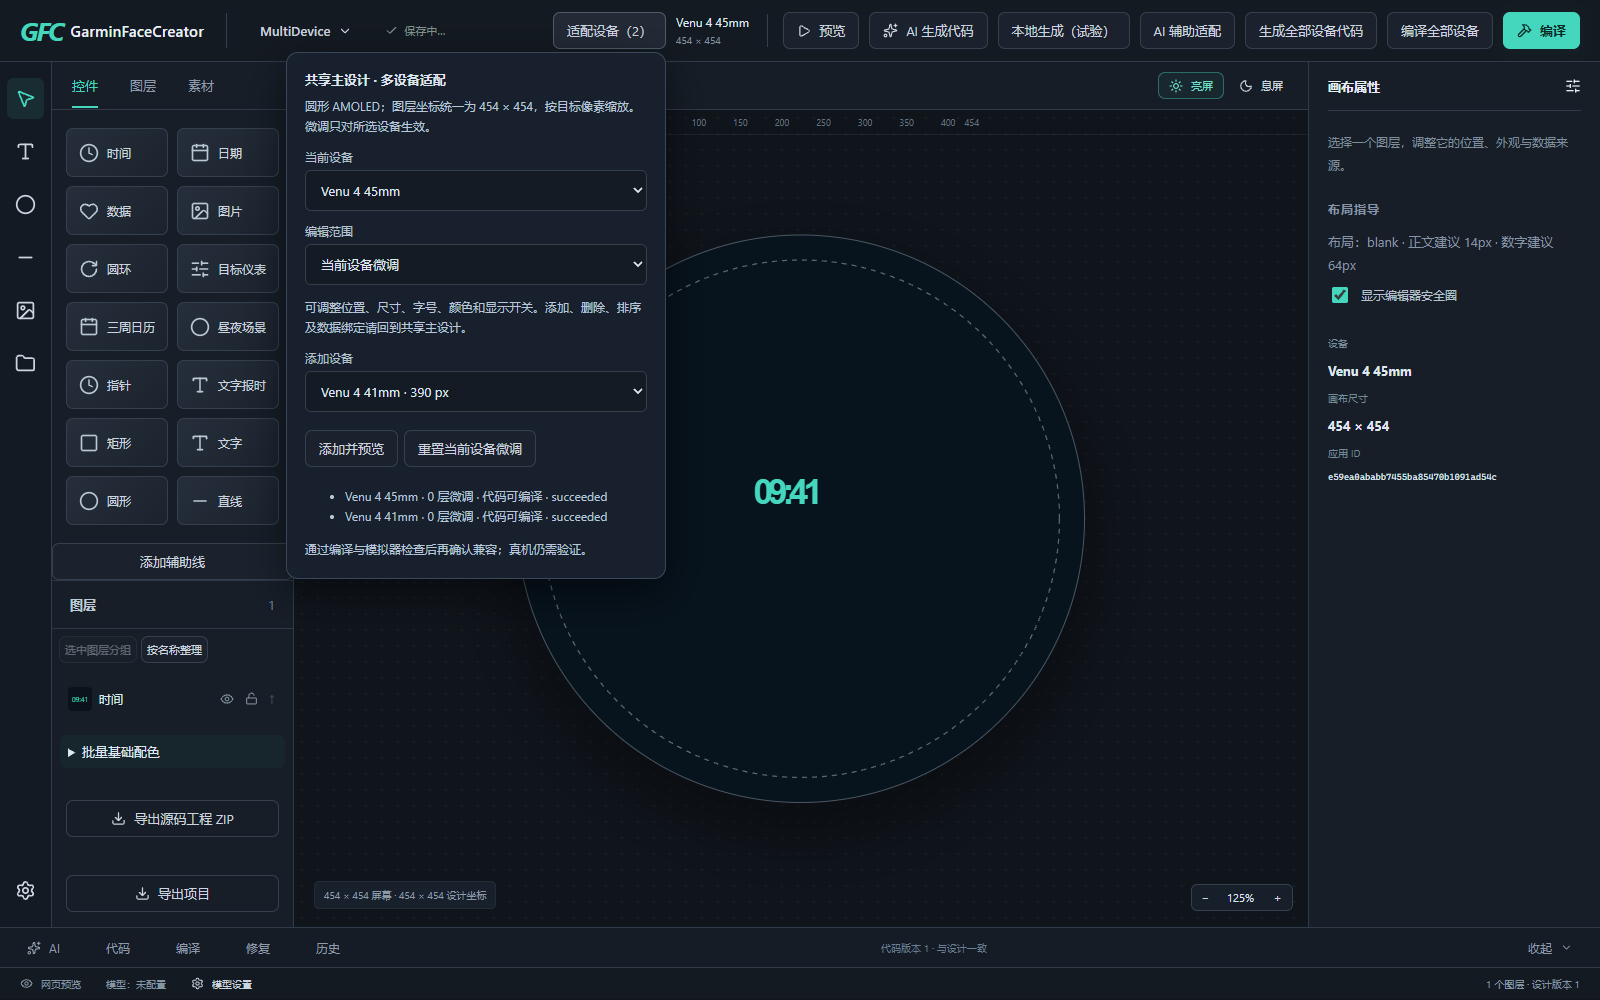 GFC GarminFaceCreator
MultiDevice
保存中...
适配设备（2）
Venu 4 45mm
454 × 454
预览
AI 生成代码
本地生成（试验）
AI 辅助适配
生成全部设备代码
编译全部设备
编译
控件
图层
素材
时间
日期
数据
图片
圆环
目标仪表
三周日历
昼夜场景
指针
文字报时
矩形
文字
圆形
直线
添加辅助线
图层
1
选中图层分组
按名称整理
09:41
时间
批量基础配色
导出源码工程 ZIP
导出项目
共享主设计 · 多设备适配
圆形 AMOLED；图层坐标统一为 454 × 454，按目标像素缩放。
微调只对所选设备生效。
当前设备
Venu 4 45mm
编辑范围
当前设备微调
可调整位置、尺寸、字号、颜色和显示开关。添加、删除、排序
及数据绑定请回到共享主设计。
添加设备
Venu 4 41mm · 390 px
添加并预览
重置当前设备微调
• Venu 4 45mm · 0 层微调 · 代码可编译 · succeeded
• Venu 4 41mm · 0 层微调 · 代码可编译 · succeeded
通过编译与模拟器检查后再确认兼容；真机仍需验证。
亮屏
息屏
100 150 200 250 300 350 400 454
09:41
454 × 454 屏幕 · 454 × 454 设计坐标
− 125% +
画布属性
选择一个图层，调整它的位置、外观与数据来
源。
布局指导
布局：blank · 正文建议 14px · 数字建议
64px
显示编辑器安全圈
设备
Venu 4 45mm
画布尺寸
454 × 454
应用 ID
e59ea0ababb7455ba85470b1091ad54c
AI
代码
编译
修复
历史
代码版本 1 · 与设计一致
收起
网页预览
模型：未配置
模型设置
1 个图层 · 设计版本 1